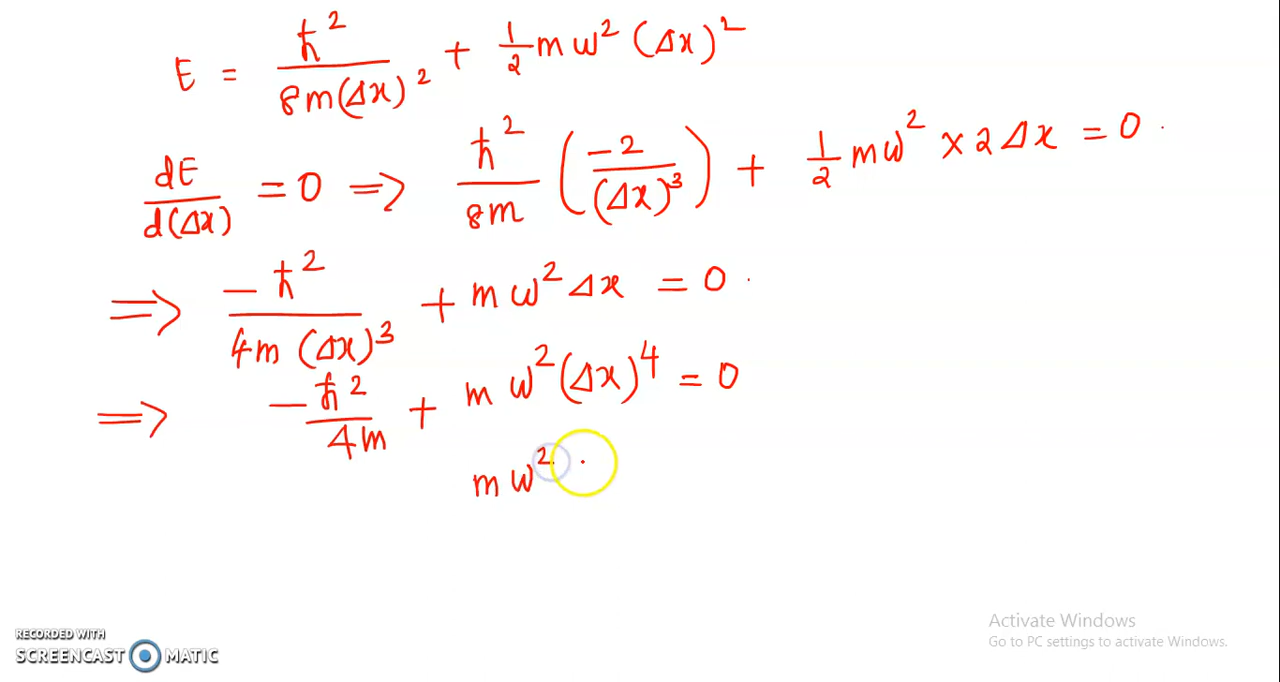 E = ħ² / 8m(Δx)² + 1/2 mω² (Δx)²
dE / d(Δx) = 0 ⇒ ħ² / 8m ( -2 / (Δx)³ ) + 1/2 mω² × 2Δx = 0 .
⇒ -ħ² / 4m (Δx)³ + mω² Δx = 0 .
⇒ -ħ² / 4m + mω² (Δx)⁴ = 0
mω²
Activate Windows
Go to PC settings to activate Windows.
RECORDED WITH
SCREENCAST MATIC